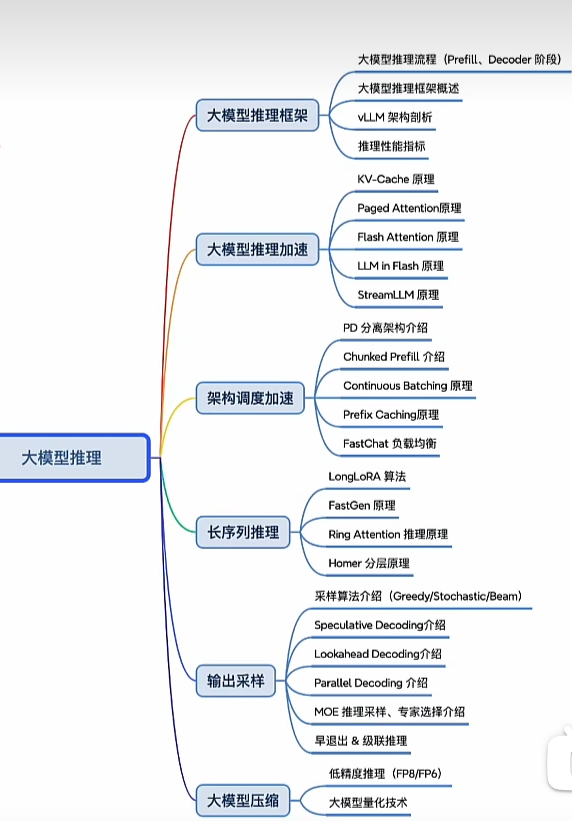 大模型推理
大模型推理框架
大模型推理流程（Prefill、Decoder 阶段）
大模型推理框架概述
vLLM 架构剖析
推理性能指标
大模型推理加速
KV-Cache 原理
Paged Attention原理
Flash Attention 原理
LLM in Flash 原理
StreamLLM 原理
架构调度加速
PD 分离架构介绍
Chunked Prefill 介绍
Continuous Batching 原理
Prefix Caching原理
FastChat 负载均衡
长序列推理
LongLoRA 算法
FastGen 原理
Ring Attention 推理原理
Homer 分层原理
输出采样
采样算法介绍（Greedy/Stochastic/Beam）
Speculative Decoding介绍
Lookahead Decoding介绍
Parallel Decoding 介绍
MOE 推理采样、专家选择介绍
早退出 & 级联推理
大模型压缩
低精度推理（FP8/FP6）
大模型量化技术